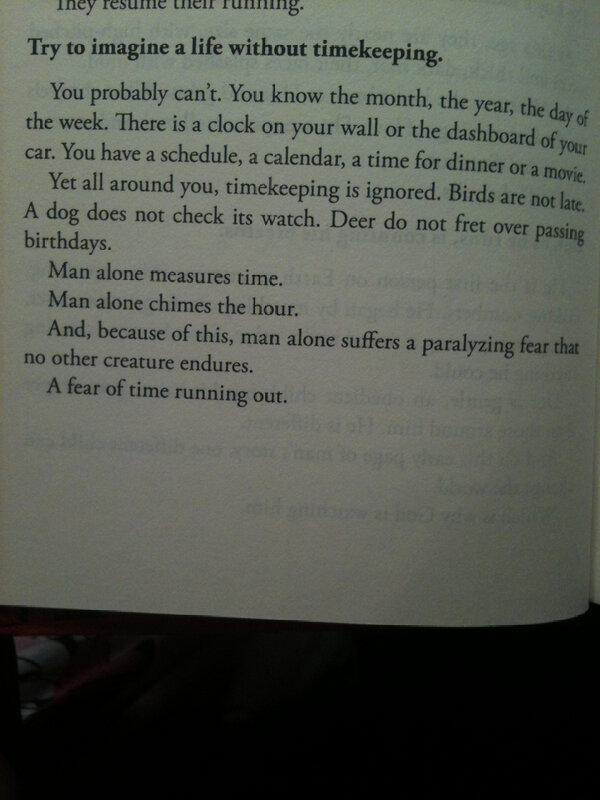 They resume their running.
Try to imagine a life without timekeeping.
You probably can't. You know the month, the year, the day of
the week. There is a clock on your wall or the dashboard of your
car. You have a schedule, a calendar, a time for dinner or a movie.
Yet all around you, timekeeping is ignored. Birds are not late.
A dog does not check its watch. Deer do not fret over passing
birthdays.
Man alone measures time.
Man alone chimes the hour.
And, because of this, man alone suffers a paralyzing fear that
no other creature endures.
A fear of time running out.